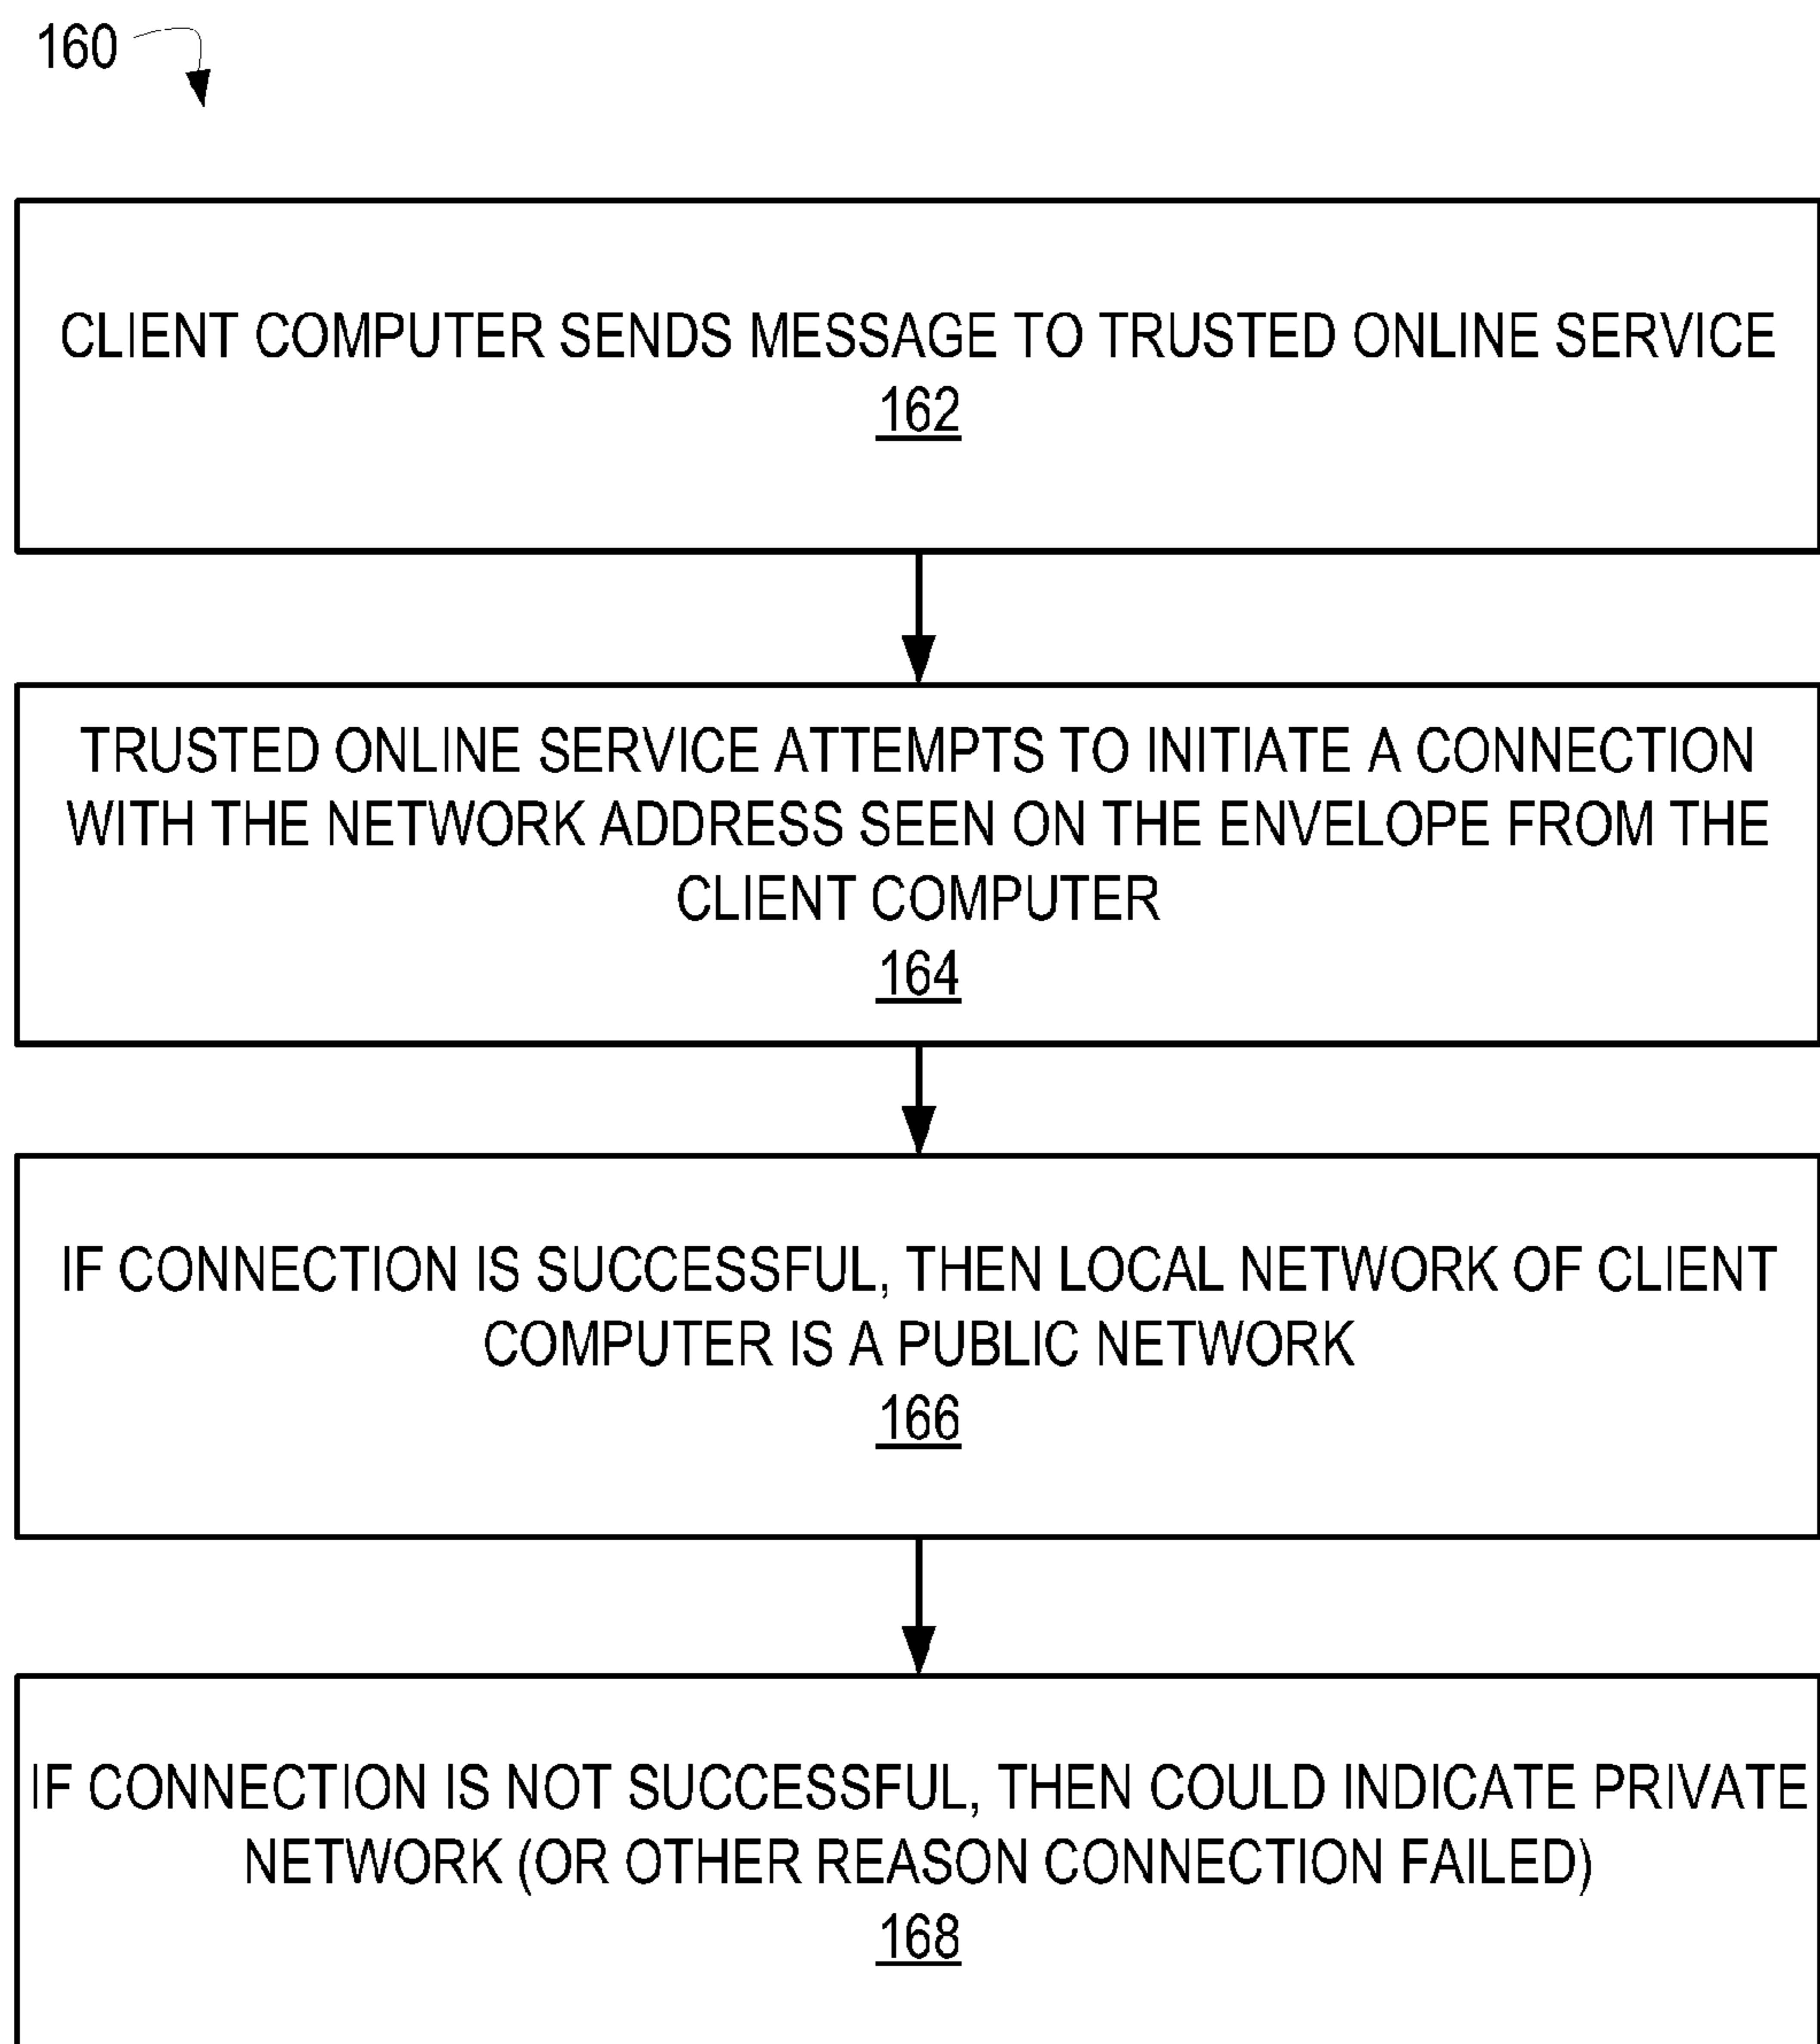 160
CLIENT COMPUTER SENDS MESSAGE TO TRUSTED ONLINE SERVICE
162
TRUSTED ONLINE SERVICE ATTEMPTS TO INITIATE A CONNECTION
WITH THE NETWORK ADDRESS SEEN ON THE ENVELOPE FROM THE
CLIENT COMPUTER
164
IF CONNECTION IS SUCCESSFUL, THEN LOCAL NETWORK OF CLIENT
COMPUTER IS A PUBLIC NETWORK
166
IF CONNECTION IS NOT SUCCESSFUL, THEN COULD INDICATE PRIVATE
NETWORK (OR OTHER REASON CONNECTION FAILED)
168